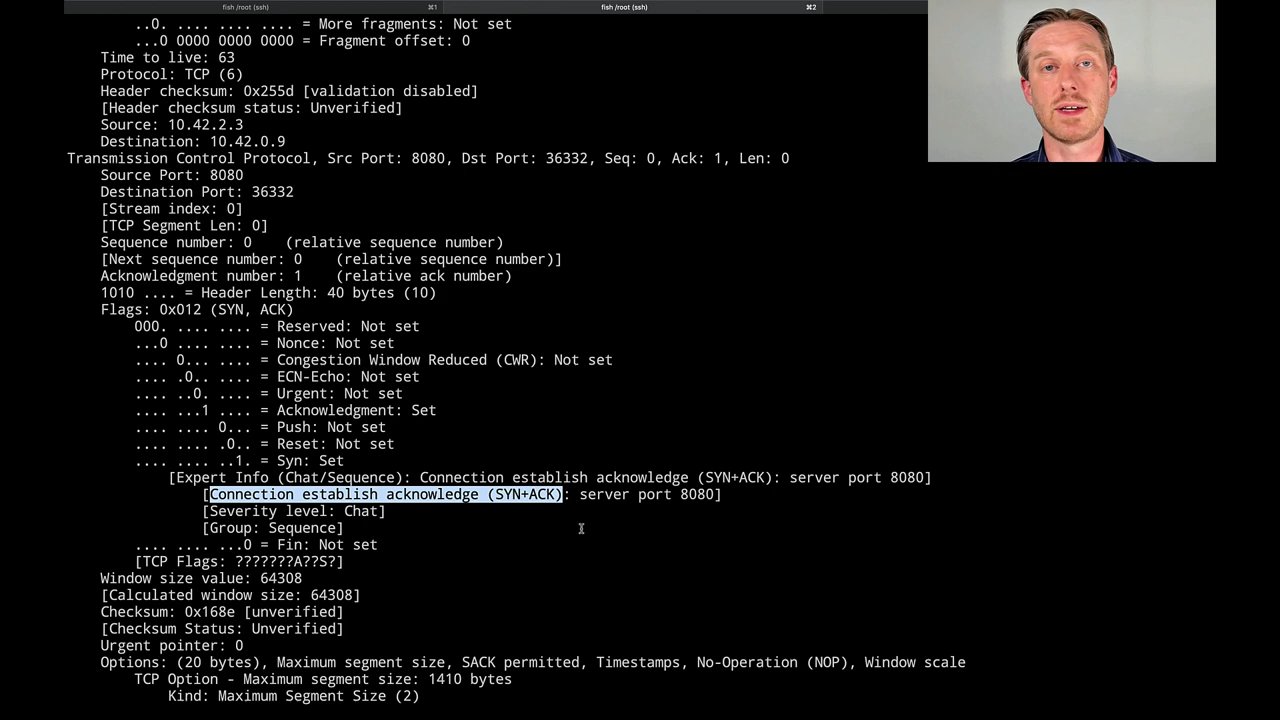 fish /root (ssh) ⌘1 fish /root (ssh) ⌘2
..0. .... .... .... = More fragments: Not set
...0 0000 0000 0000 = Fragment offset: 0
Time to live: 63
Protocol: TCP (6)
Header checksum: 0x255d [validation disabled]
[Header checksum status: Unverified]
Source: 10.42.2.3
Destination: 10.42.0.9
Transmission Control Protocol, Src Port: 8080, Dst Port: 36332, Seq: 0, Ack: 1, Len: 0
Source Port: 8080
Destination Port: 36332
[Stream index: 0]
[TCP Segment Len: 0]
Sequence number: 0    (relative sequence number)
[Next sequence number: 0    (relative sequence number)]
Acknowledgment number: 1    (relative ack number)
1010 .... = Header Length: 40 bytes (10)
Flags: 0x012 (SYN, ACK)
000. .... .... = Reserved: Not set
...0 .... .... = Nonce: Not set
.... 0... .... = Congestion Window Reduced (CWR): Not set
.... .0.. .... = ECN-Echo: Not set
.... ..0. .... = Urgent: Not set
.... ...1 .... = Acknowledgment: Set
.... .... 0... = Push: Not set
.... .... .0.. = Reset: Not set
.... .... ..1. = Syn: Set
[Expert Info (Chat/Sequence): Connection establish acknowledge (SYN+ACK): server port 8080]
[Connection establish acknowledge (SYN+ACK): server port 8080]
[Severity level: Chat]
[Group: Sequence]
.... .... ...0 = Fin: Not set
[TCP Flags: ???????A??S?]
Window size value: 64308
[Calculated window size: 64308]
Checksum: 0x168e [unverified]
[Checksum Status: Unverified]
Urgent pointer: 0
Options: (20 bytes), Maximum segment size, SACK permitted, Timestamps, No-Operation (NOP), Window scale
TCP Option - Maximum segment size: 1410 bytes
Kind: Maximum Segment Size (2)